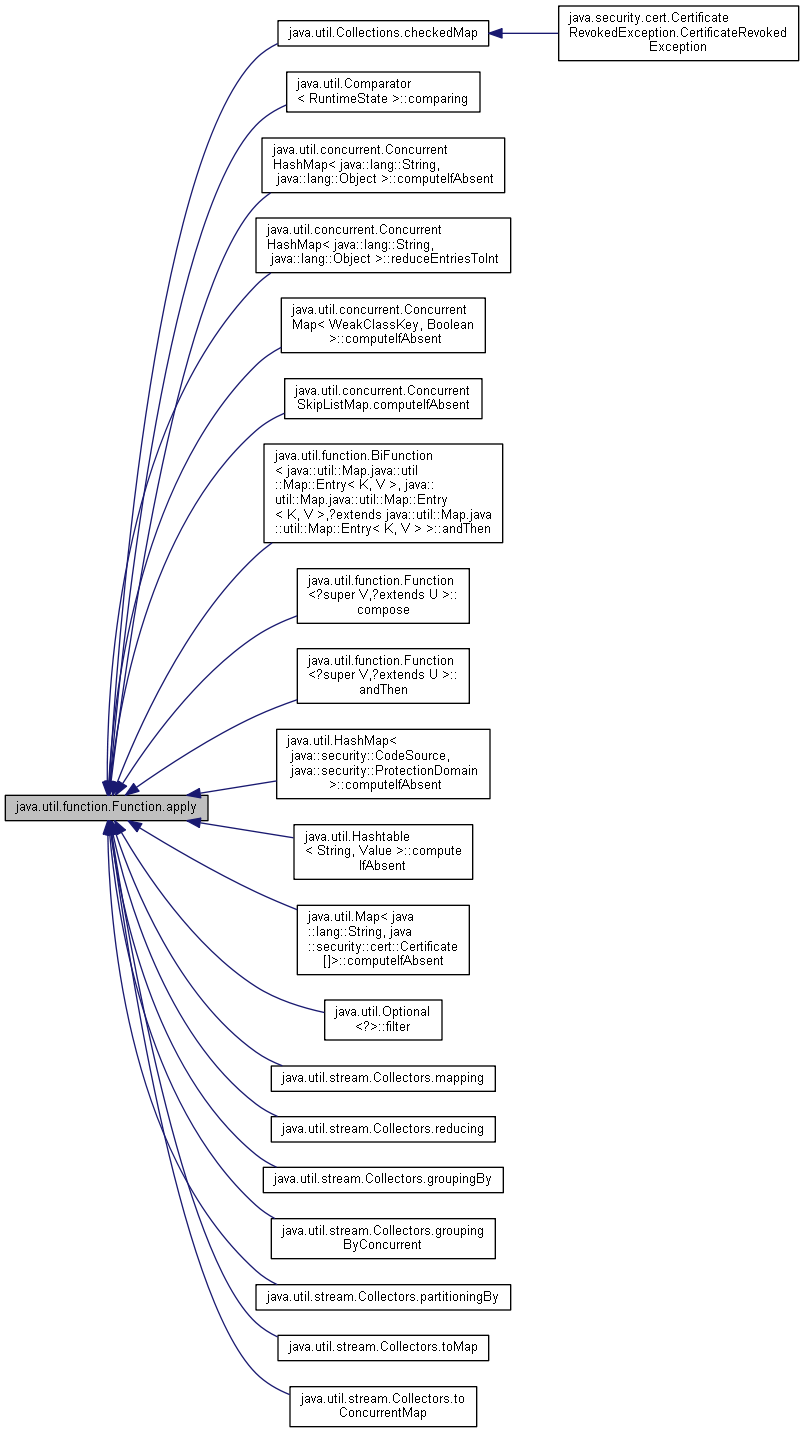 java.util.Collections.checkedMap
java.security.cert.Certificate
RevokedException.CertificateRevoked
Exception
java.util.Comparator
< RuntimeState >::comparing
java.util.concurrent.Concurrent
HashMap< java::lang::String,
java::lang::Object >::computeIfAbsent
java.util.concurrent.Concurrent
HashMap< java::lang::String,
java::lang::Object >::reduceEntriesToInt
java.util.concurrent.Concurrent
Map< WeakClassKey, Boolean
>::computeIfAbsent
java.util.concurrent.Concurrent
SkipListMap.computeIfAbsent
java.util.function.BiFunction
< java::util::Map.java::util
::Map::Entry< K, V >, java::
util::Map.java::util::Map::Entry
< K, V >,?extends java::util::Map.java
::util::Map::Entry< K, V > >::andThen
java.util.function.Function
<?super V,?extends U >::
compose
java.util.function.Function
<?super V,?extends U >::
andThen
java.util.HashMap<
java::security::CodeSource,
java::security::ProtectionDomain
>::computeIfAbsent
java.util.function.Function.apply
java.util.Hashtable
< String, Value >::compute
IfAbsent
java.util.Map< java
::lang::String, java
::security::cert::Certificate
[]>::computeIfAbsent
java.util.Optional
<?>::filter
java.util.stream.Collectors.mapping
java.util.stream.Collectors.reducing
java.util.stream.Collectors.groupingBy
java.util.stream.Collectors.grouping
ByConcurrent
java.util.stream.Collectors.partitioningBy
java.util.stream.Collectors.toMap
java.util.stream.Collectors.to
ConcurrentMap